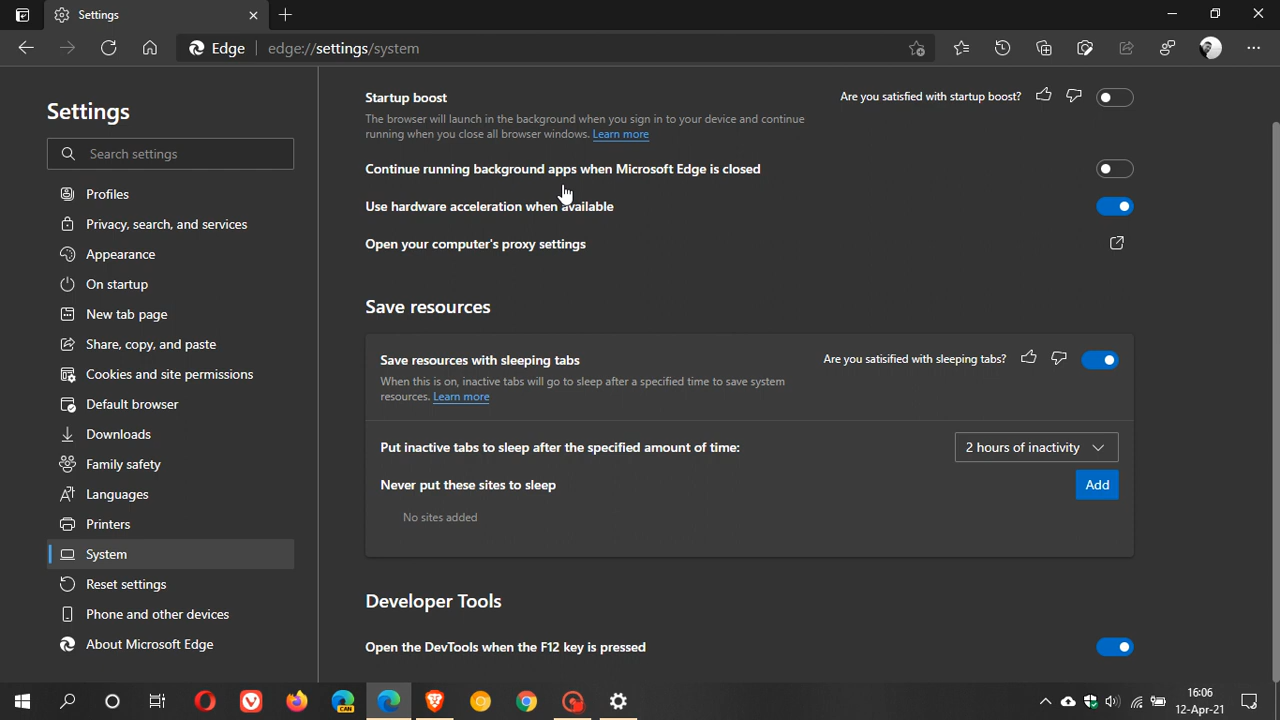 Settings
Edge
edge://settings/system
Settings
Search settings
Profiles
Privacy, search, and services
Appearance
On startup
New tab page
Share, copy, and paste
Cookies and site permissions
Default browser
Downloads
Family safety
Languages
Printers
System
Reset settings
Phone and other devices
About Microsoft Edge
Startup boost
Are you satisfied with startup boost?
The browser will launch in the background when you sign in to your device and continue
running when you close all browser windows. Learn more
Continue running background apps when Microsoft Edge is closed
Use hardware acceleration when available
Open your computer's proxy settings
Save resources
Save resources with sleeping tabs
Are you satisfied with sleeping tabs?
When this is on, inactive tabs will go to sleep after a specified time to save system
resources. Learn more
Put inactive tabs to sleep after the specified amount of time:
2 hours of inactivity
Never put these sites to sleep
Add
No sites added
Developer Tools
Open the DevTools when the F12 key is pressed
CAN
16:06
12-Apr-21